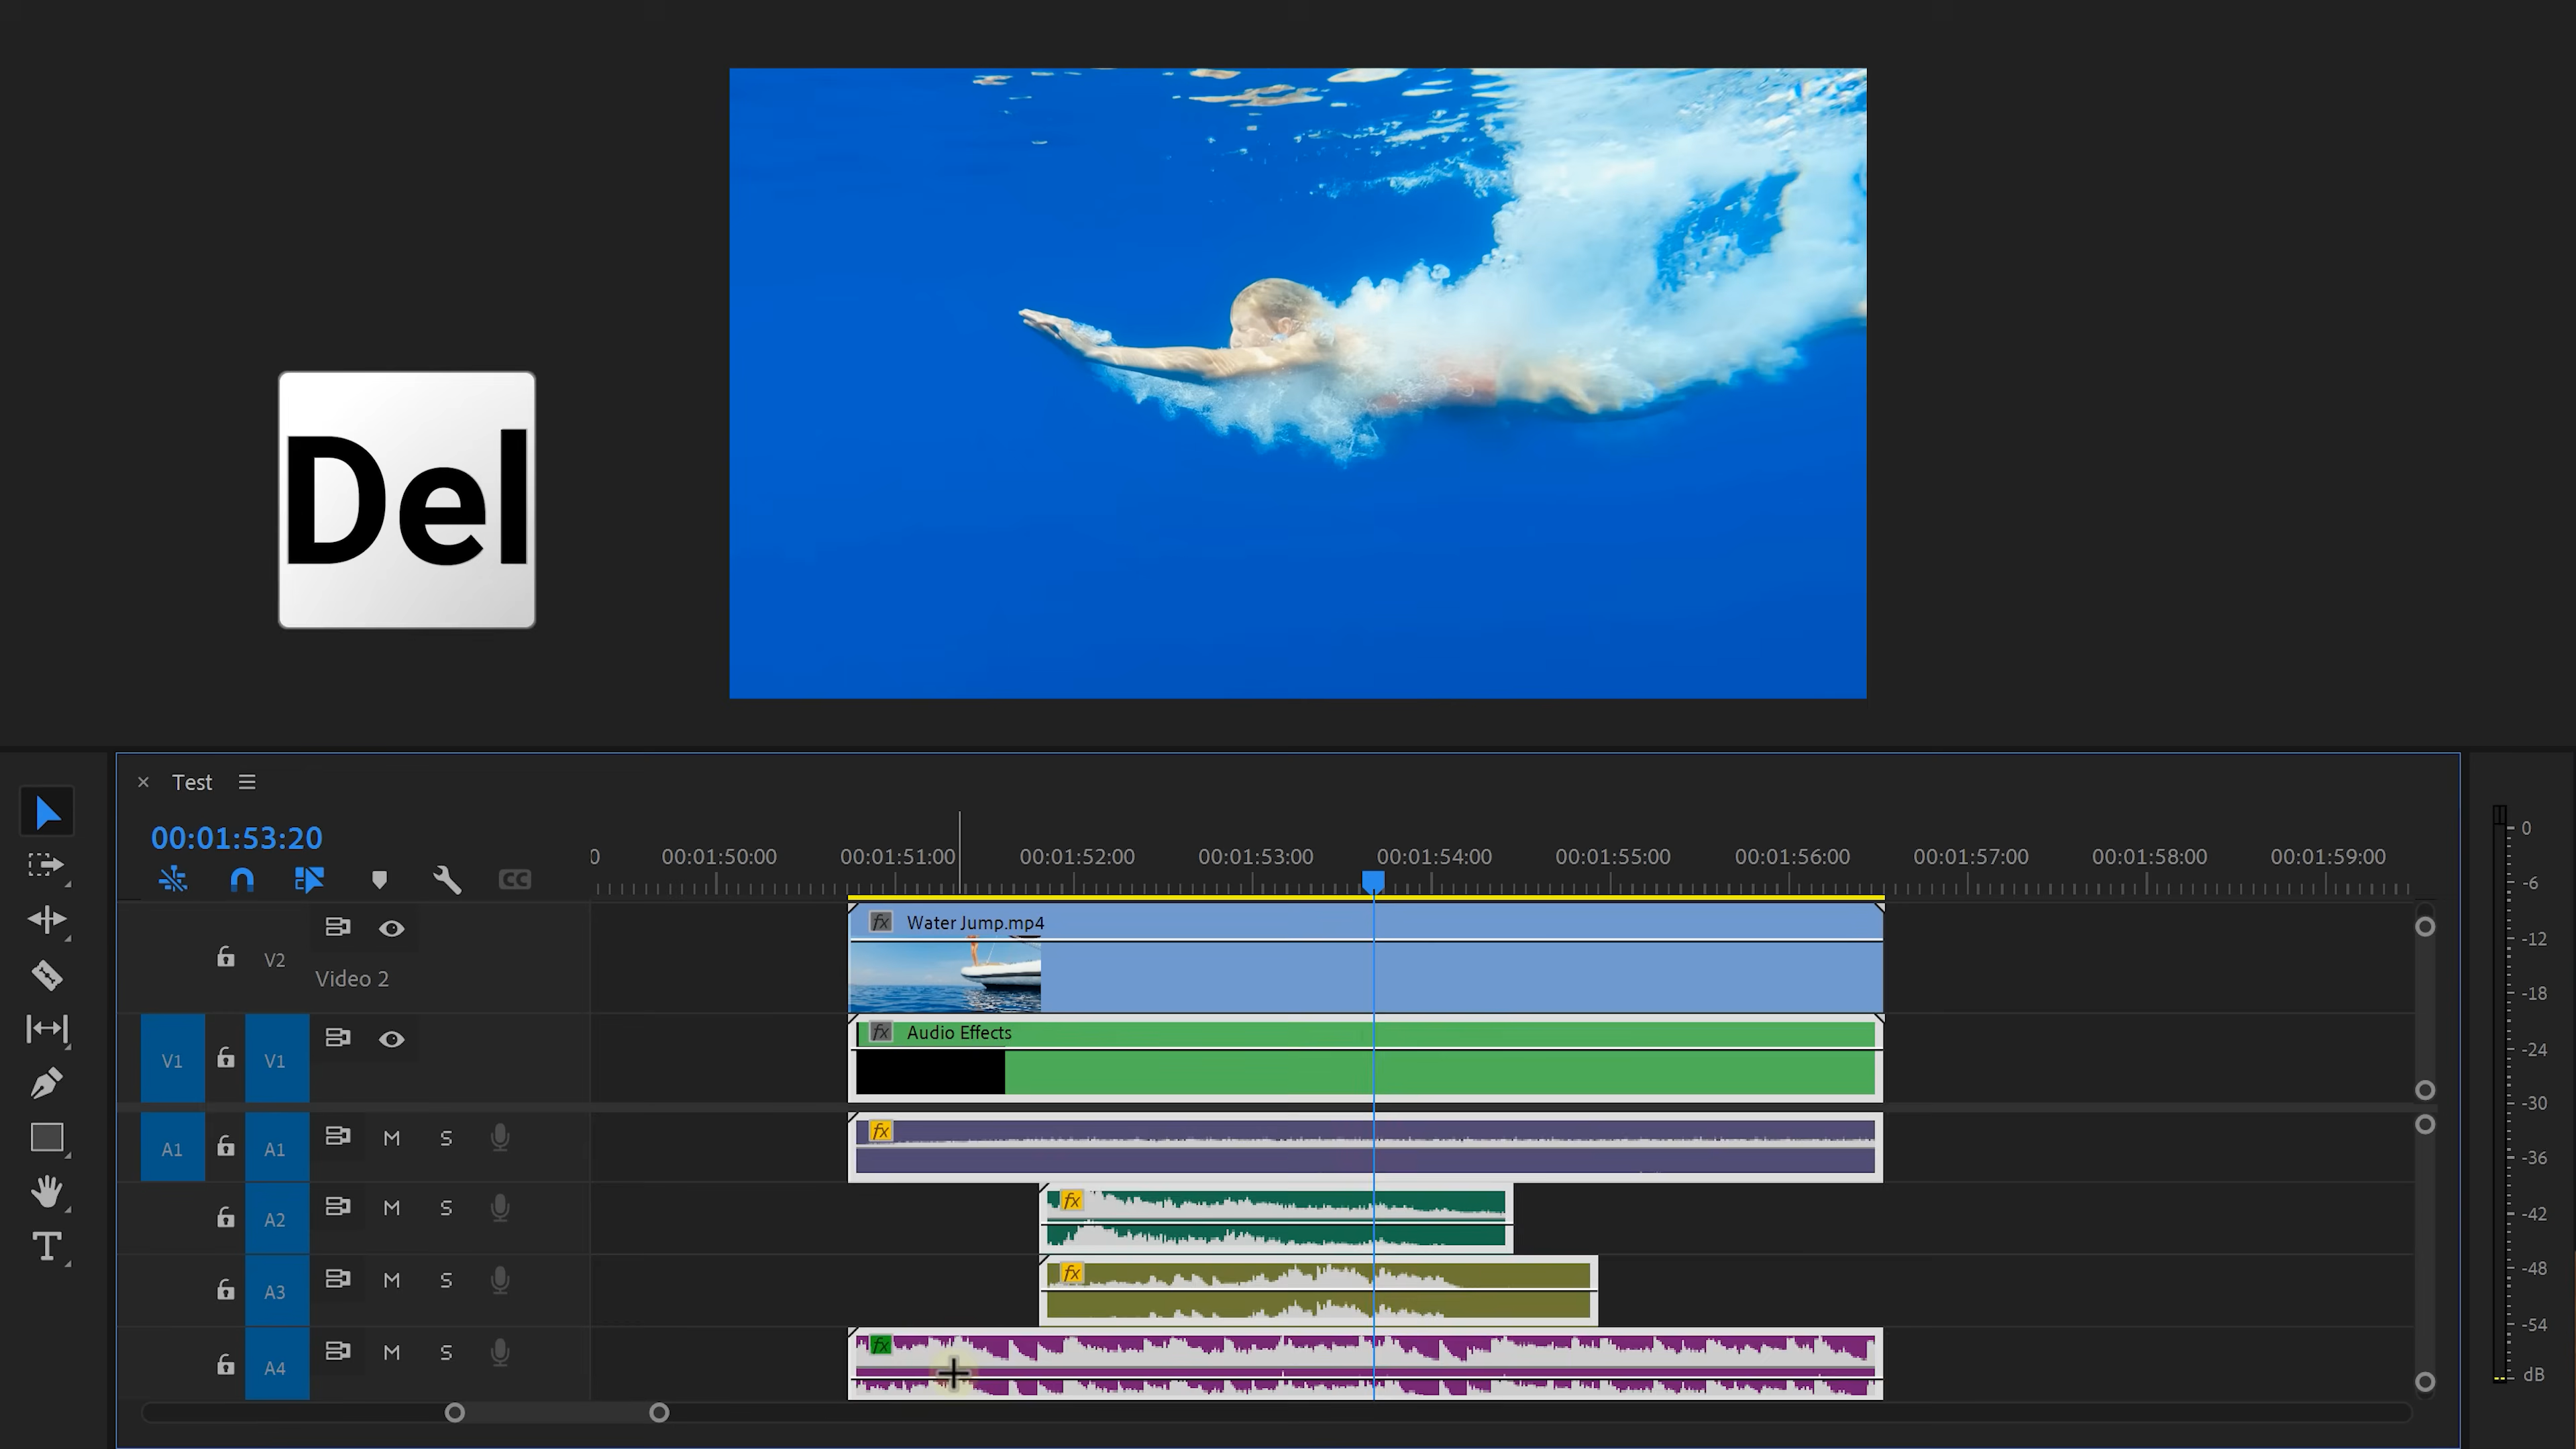 Del
Test
00:01:53:20
0 00:01:50:00 00:01:51:00 00:01:52:00 00:01:53:00 00:01:54:00 00:01:55:00 00:01:56:00 00:01:57:00 00:01:58:00 00:01:59:00
CC
fx Water Jump.mp4
V2
Video 2
fx Audio Effects
V1 V1
fx
A1 A1 M S
fx
A2 M S
fx
A3 M S
fx
A4 M S
T
0
-6
-12
-18
-24
-30
-36
-42
-48
-54
dB